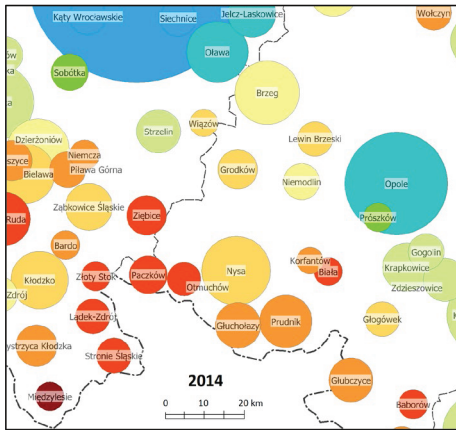 Kąty Wrocławskie
Siechnice
Jelcz-Laskowice
Wołczyn
Oława
Sobótka
Brzeg
Wiązów
Strzelin
Lewin Brzeski
Dzierżoniów
Niemcza
szyce
Piława Górna
Bielawa
Grodków
Niemodlin
Opole
Ząbkowice Śląskie
Ziębice
Ruda
Prószków
Bardo
Gogolin
Korfantów
Krapkowice
Biała
Nysa
Kłodzko
Złoty Stok
Paczków
Otmuchów
Zdzieszowice
Zdrój
Lądek-Zdrój
Głuchołazy
Prudnik
Głogówek
ystrzyca Kłodzka
Stronie Śląskie
2014
Głubczyce
Międzylesie
0 10 20 km
Baborów